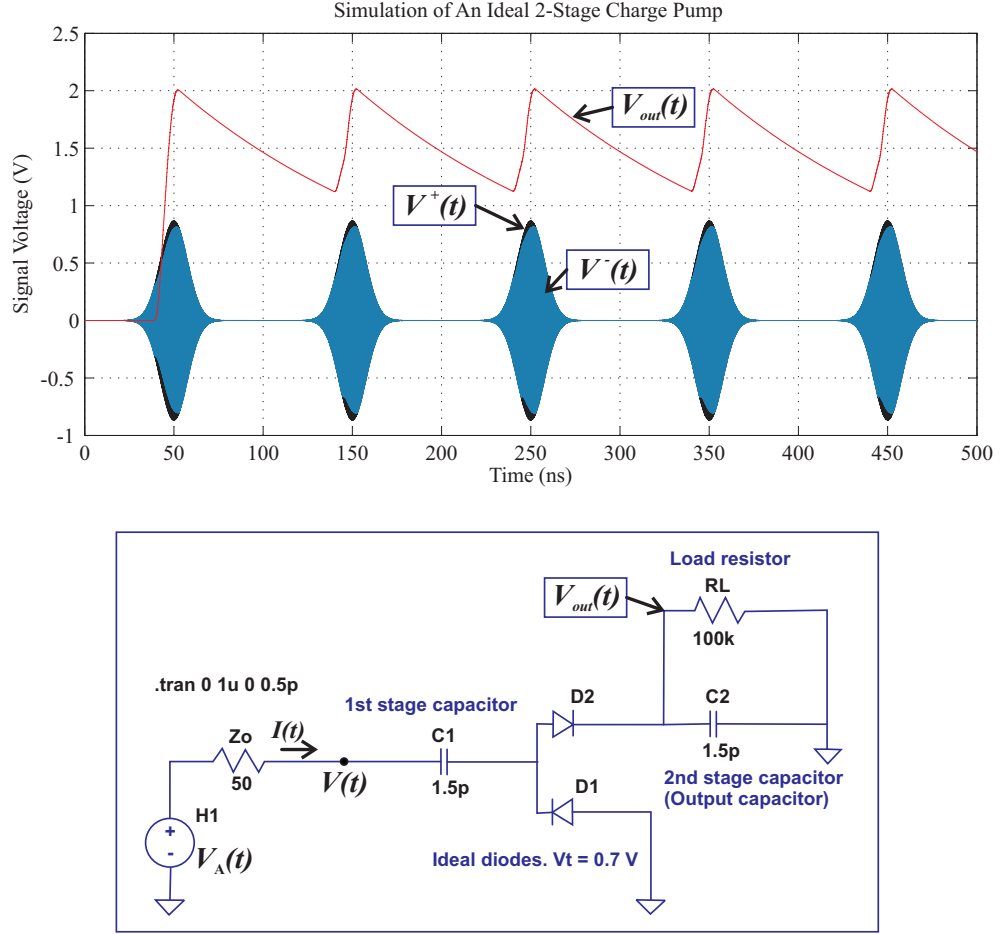 Simulation of An Ideal 2-Stage Charge Pump
Signal Voltage (V)
2.5
2
1.5
1
0.5
0
-0.5
-1
V_out(t)
V⁺(t)
V⁻(t)
0 50 100 150 200 250 300 350 400 450 500
Time (ns)
Load resistor
RL
V_out(t)
100k
.tran 0 1u 0 0.5p
D2
C2
1st stage capacitor
Zo
I(t)
C1
1.5p
50
V(t)
1.5p
D1
2nd stage capacitor
(Output capacitor)
H1
+
-
V_A(t)
Ideal diodes. Vt = 0.7 V